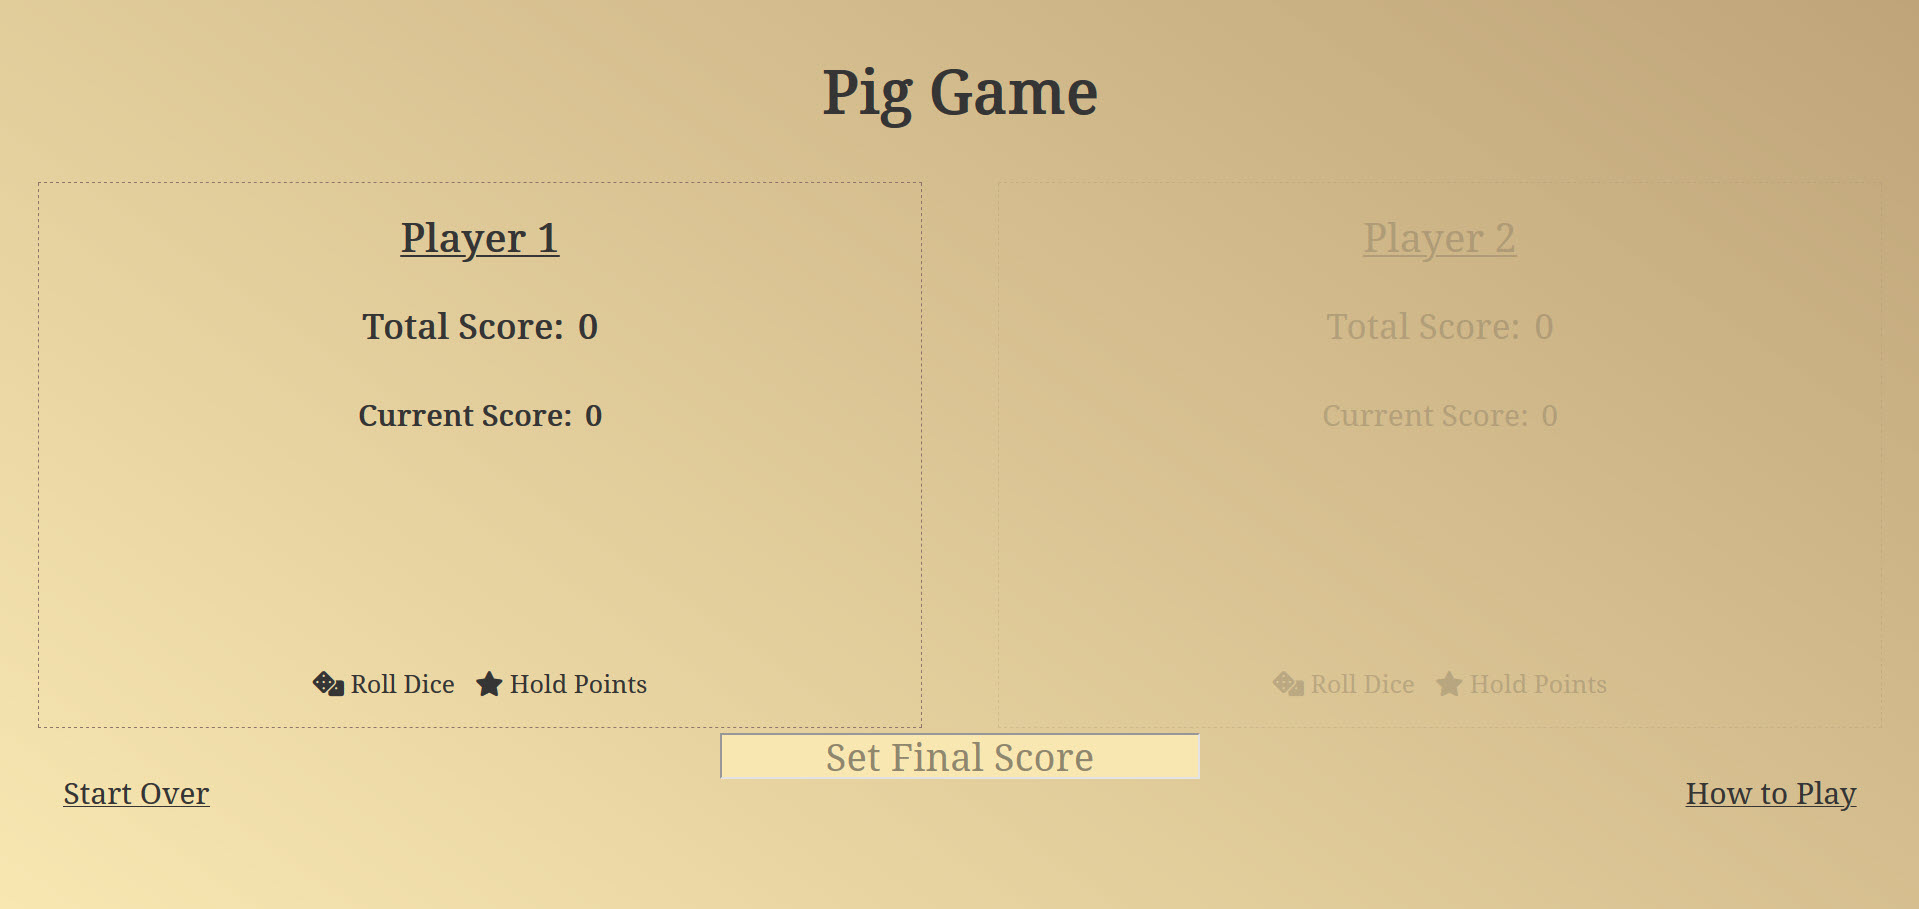 Pig Game
Player 1
Total Score: 0
Current Score: 0
Roll Dice Hold Points
Player 2
Total Score: 0
Current Score: 0
Roll Dice Hold Points
Set Final Score
Start Over
How to Play